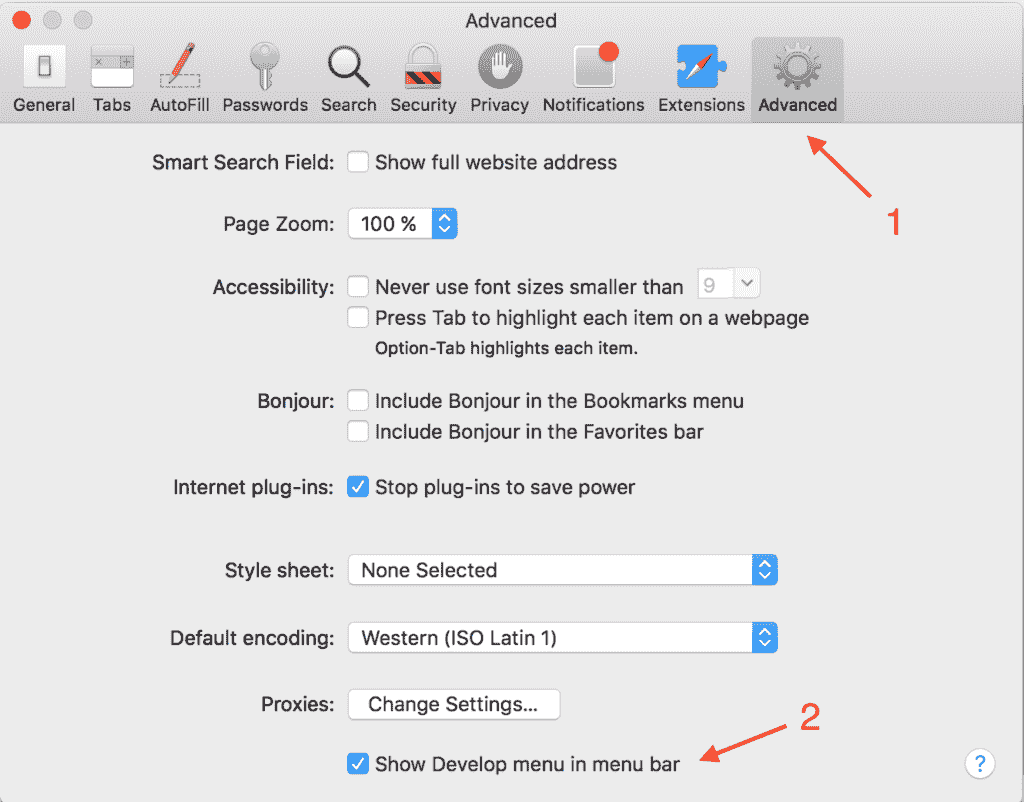 Advanced
General Tabs AutoFill Passwords Search Security Privacy Notifications Extensions Advanced
1
Smart Search Field: Show full website address
Page Zoom: 100 %
Accessibility: Never use font sizes smaller than 9
Press Tab to highlight each item on a webpage
Option-Tab highlights each item.
Bonjour: Include Bonjour in the Bookmarks menu
Include Bonjour in the Favorites bar
Internet plug-ins: Stop plug-ins to save power
Style sheet: None Selected
Default encoding: Western (ISO Latin 1)
Proxies: Change Settings...
2
Show Develop menu in menu bar ?